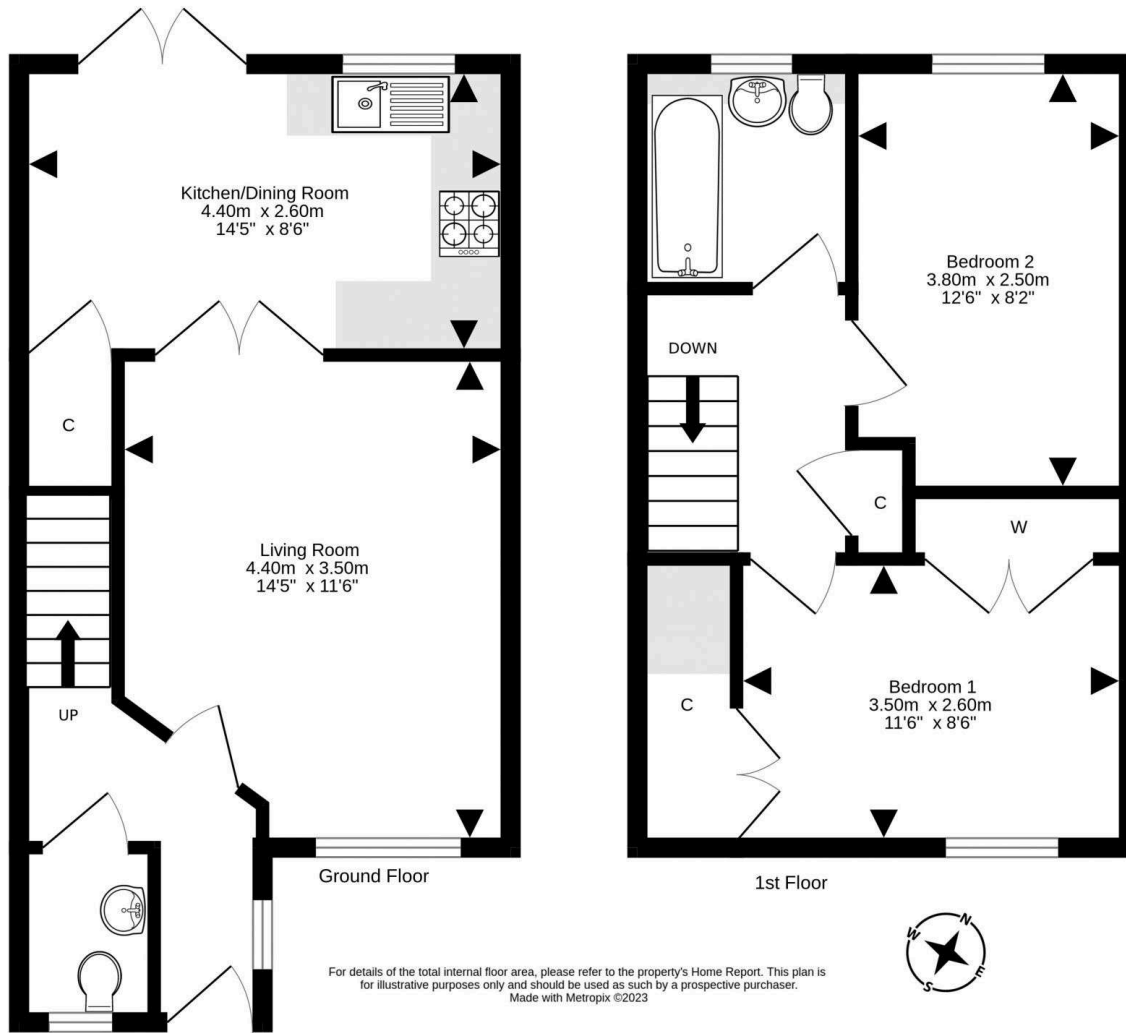 Kitchen/Dining Room
4.40m x 2.60m
14'5" x 8'6"
C
Living Room
4.40m x 3.50m
14'5" x 11'6"
UP
Ground Floor
Bedroom 2
3.80m x 2.50m
12'6" x 8'2"
DOWN
C
W
Bedroom 1
3.50m x 2.60m
11'6" x 8'6"
C
1st Floor
N
W
E
S
For details of the total internal floor area, please refer to the property's Home Report. This plan is
for illustrative purposes only and should be used as such by a prospective purchaser.
Made with Metropix ©2023